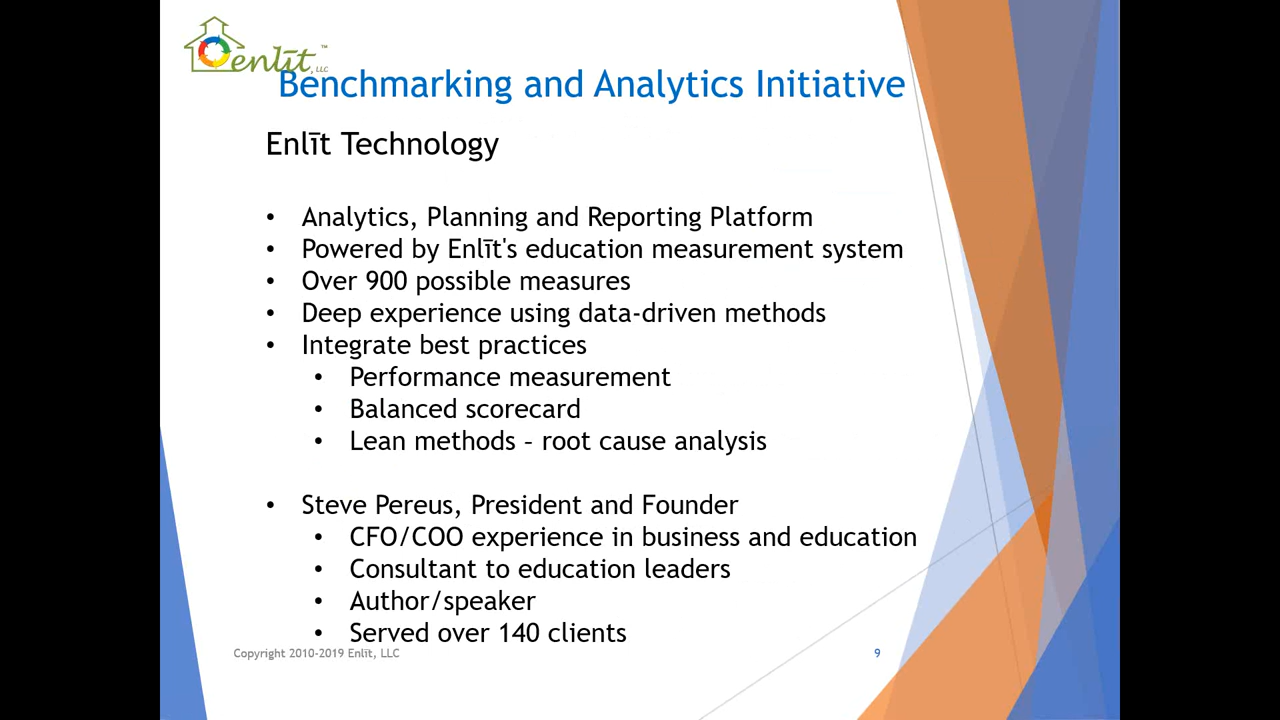 enlīt™, LLC
Benchmarking and Analytics Initiative
Enlīt Technology
• Analytics, Planning and Reporting Platform
• Powered by Enlīt's education measurement system
• Over 900 possible measures
• Deep experience using data-driven methods
• Integrate best practices
• Performance measurement
• Balanced scorecard
• Lean methods – root cause analysis
• Steve Pereus, President and Founder
• CFO/COO experience in business and education
• Consultant to education leaders
• Author/speaker
• Served over 140 clients
Copyright 2010-2019 Enlīt, LLC
9